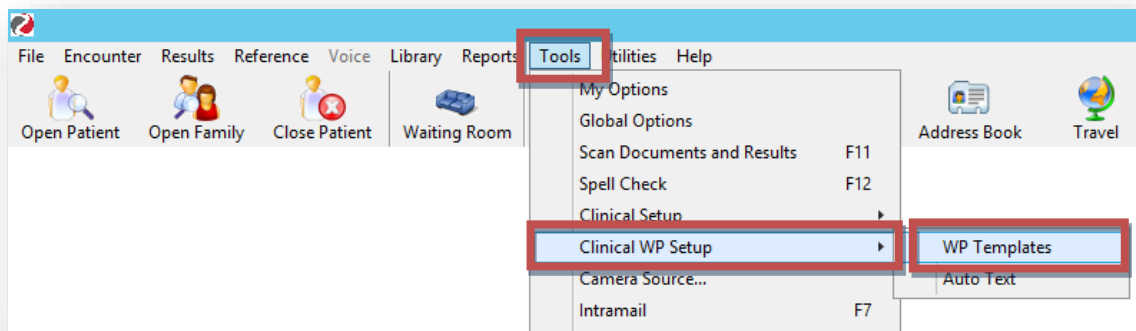 File Encounter Results Reference Voice Library Reports Tools Utilities Help
Open Patient Open Family Close Patient Waiting Room Address Book Travel
My Options
Global Options
Scan Documents and Results F11
Spell Check F12
Clinical Setup
Clinical WP Setup WP Templates
Camera Source... Auto Text
Intramail F7